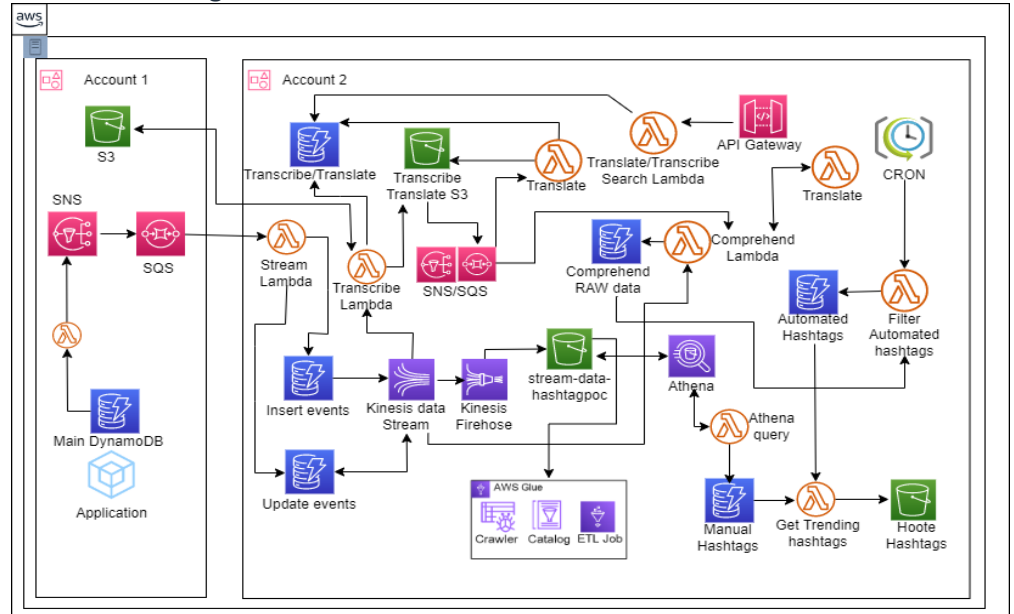 aws
Account 1
Account 2
S3
SNS
SQS
Main DynamoDB
Application
Transcribe/Translate
Transcribe
Translate S3
Translate
Translate/Transcribe
Search Lambda
API Gateway
Translate
CRON
Stream
Lambda
Transcribe
Lambda
SNS/SQS
Comprehend
RAW data
Comprehend
Lambda
Automated
Hashtags
Filter
Automated
hashtags
Insert events
Kinesis data
Stream
Kinesis
Firehose
stream-data-
hashtagpoc
Athena
Athena
query
Update events
AWS Glue
Crawler
Catalog
ETL Job
Manual
Hashtags
Get Trending
hashtags
Hoote
Hashtags